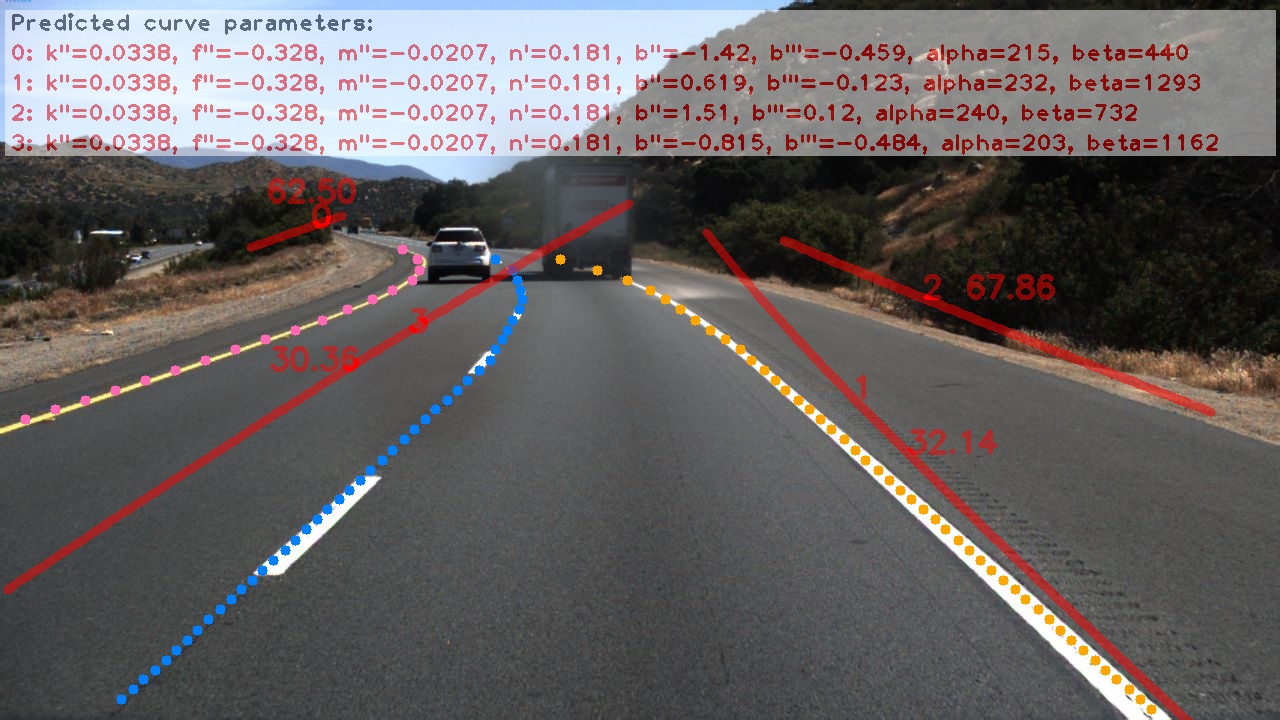 Predicted curve parameters:
0: k''=0.0338, f''=-0.328, m''=-0.0207, n'=0.181, b''=-1.42, b'''=-0.459, alpha=215, beta=440
1: k''=0.0338, f''=-0.328, m''=-0.0207, n'=0.181, b''=0.619, b'''=-0.123, alpha=232, beta=1293
2: k''=0.0338, f''=-0.328, m''=-0.0207, n'=0.181, b''=1.51, b'''=0.12, alpha=240, beta=732
3: k''=0.0338, f''=-0.328, m''=-0.0207, n'=0.181, b''=-0.815, b'''=-0.484, alpha=203, beta=1162
62.50
0
2 67.86
3
30.36
1
32.14